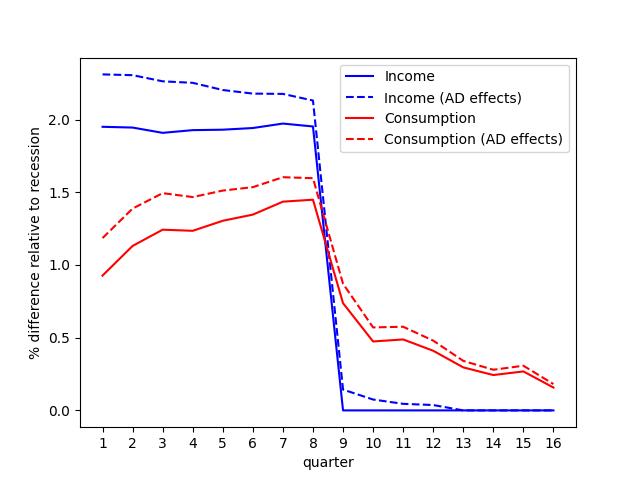 Income
Income (AD effects)
Consumption
Consumption (AD effects)
% difference relative to recession
2.0
1.5
1.0
0.5
0.0
1 2 3 4 5 6 7 8 9 10 11 12 13 14 15 16
quarter